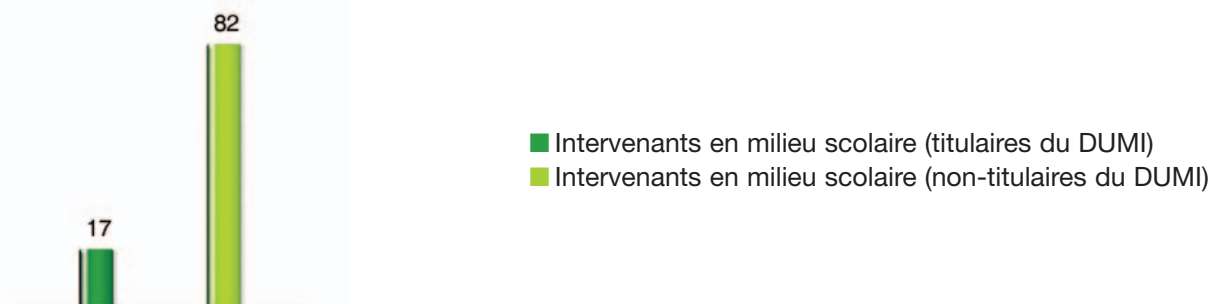 82
17
Intervenants en milieu scolaire (titulaires du DUMI)
Intervenants en milieu scolaire (non-titulaires du DUMI)